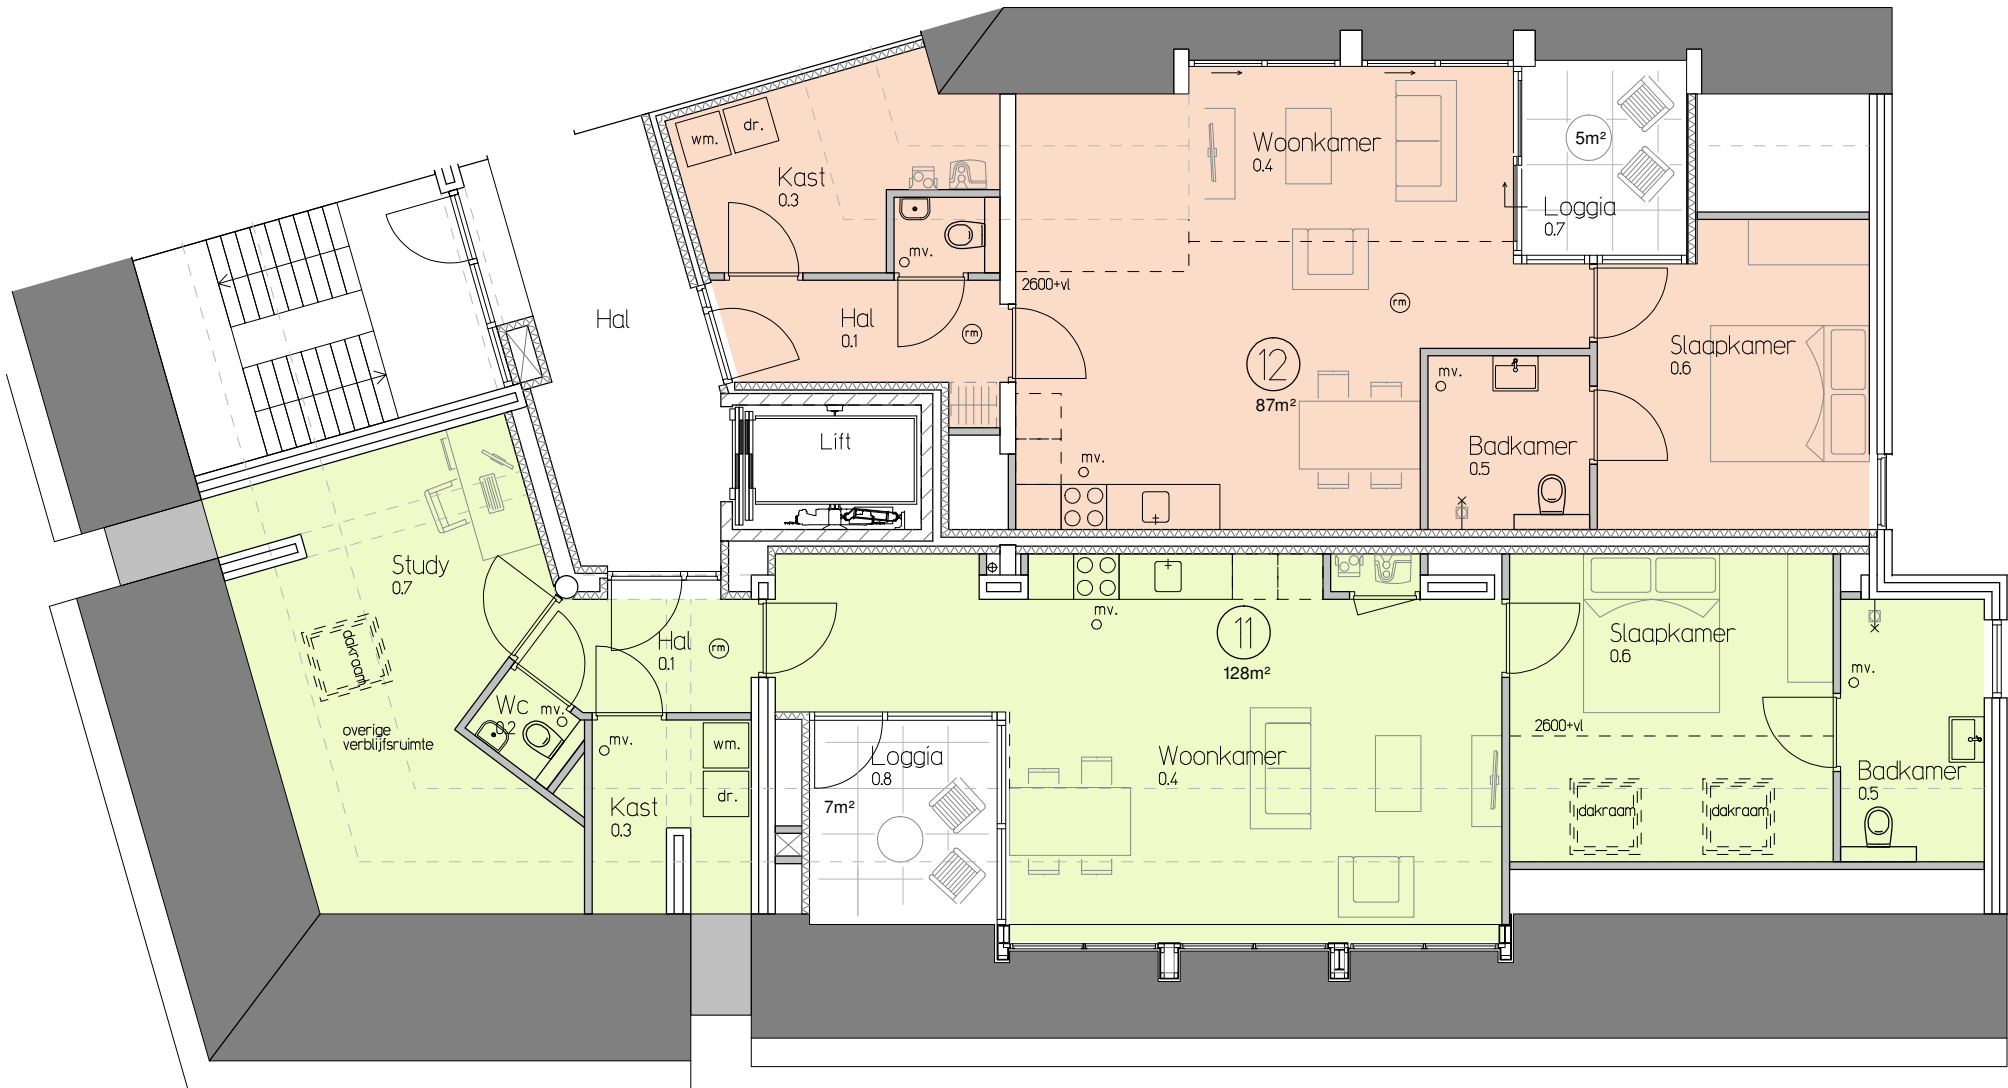 wm.
dr.
Kast
0.3
mv.
Hal
0.1
rm
Hal
Lift
Woonkamer
0.4
5m²
Loggia
0.7
2600+vl
rm
12
87m²
mv.
mv.
Badkamer
0.5
Slaapkamer
0.6
Study
0.7
dakraam
overige
verblijfsruimte
Hal
0.1
rm
Wc
0.2
mv.
mv.
wm.
dr.
Kast
0.3
mv.
11
128m²
Loggia
0.8
7m²
Woonkamer
0.4
Slaapkamer
0.6
2600+vl
dakraam
dakraam
mv.
Badkamer
0.5